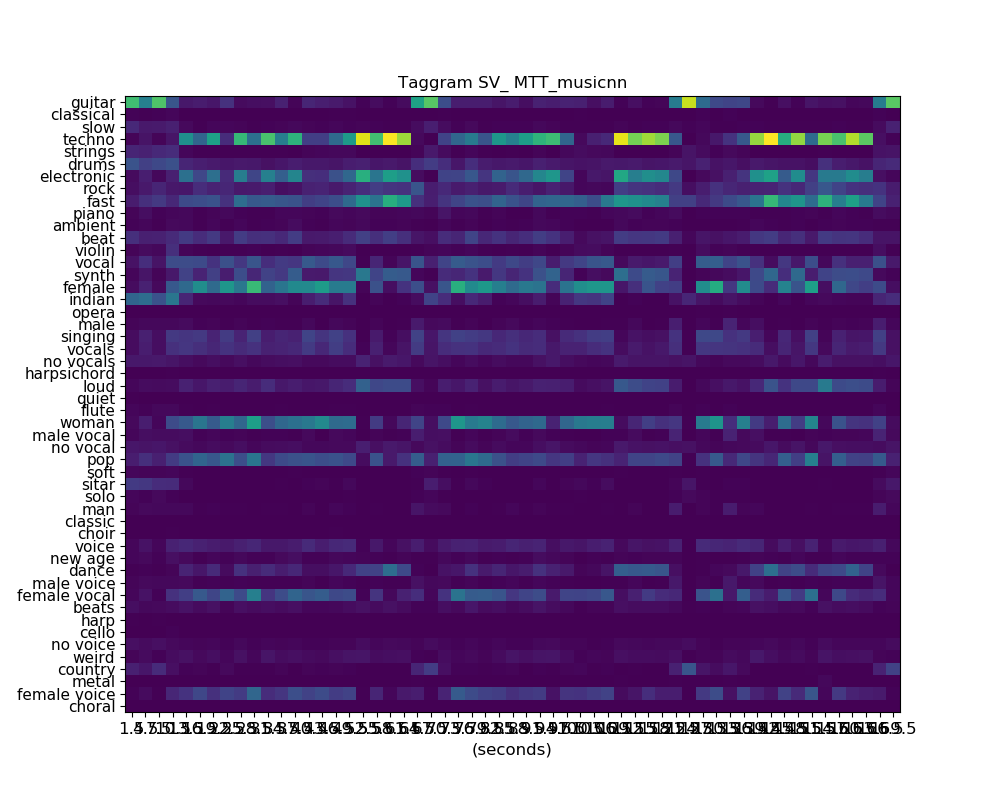 Taggram SV_ MTT_musicnn
guitar
classical
slow
techno
strings
drums
electronic
rock
fast
piano
ambient
beat
violin
vocal
synth
female
indian
opera
male
singing
vocals
no vocals
harpsichord
loud
quiet
flute
woman
male vocal
no vocal
pop
soft
sitar
solo
man
classic
choir
voice
new age
dance
male voice
female vocal
beats
harp
cello
no voice
weird
country
metal
female voice
choral
(seconds)